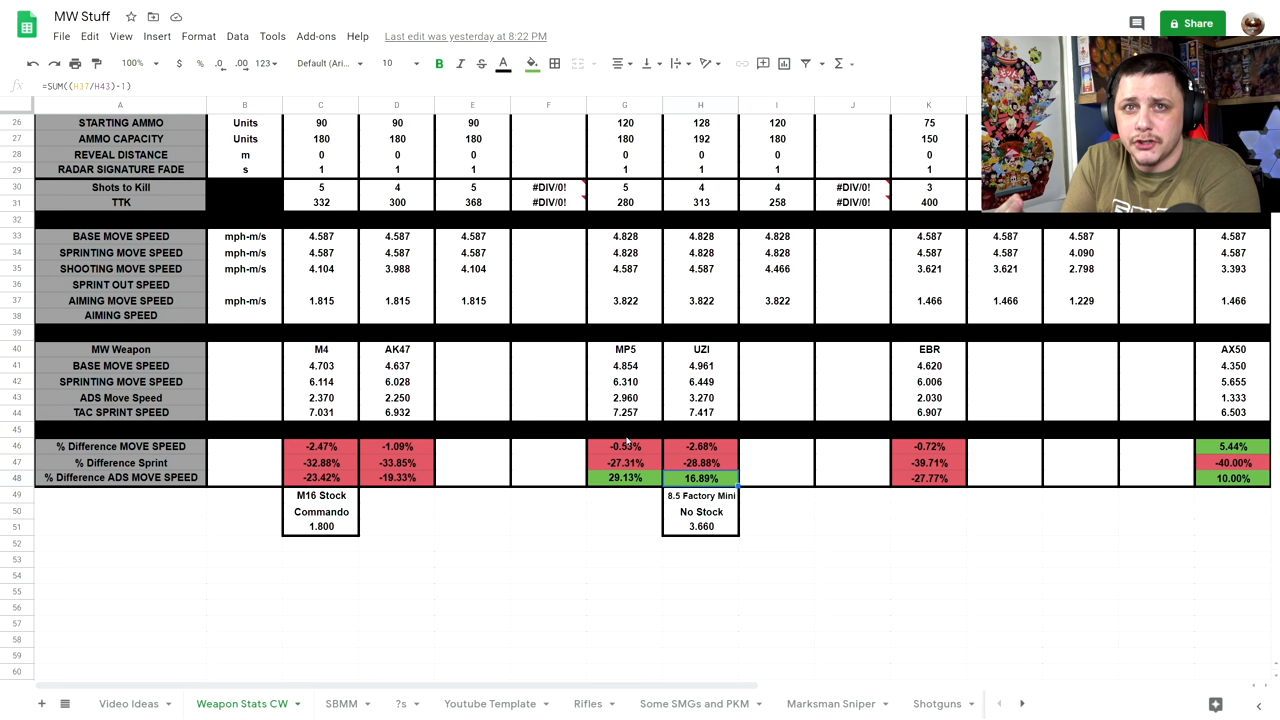 MW Stuff
File Edit View Insert Format Data Tools Add-ons Help Last edit was yesterday at 8:22 PM
Share
100% $ % .0 .00 123 Default (Ari... 10 B I S A
fx =SUM((H37/H43)-1)
A B C D E F G H I J K
26 STARTING AMMO Units 90 90 90 120 128 120 75
27 AMMO CAPACITY Units 180 180 180 180 192 180 150
28 REVEAL DISTANCE m 0 0 0 0 0 0 0
29 RADAR SIGNATURE FADE s 1 1 1 1 1 1 1
30 Shots to Kill 5 4 5 #DIV/0! 5 4 4 #DIV/0! 3
31 TTK 332 300 368 #DIV/0! 280 313 258 #DIV/0! 400
32
33 BASE MOVE SPEED mph-m/s 4.587 4.587 4.587 4.828 4.828 4.828 4.587 4.587 4.587 4.587
34 SPRINTING MOVE SPEED mph-m/s 4.587 4.587 4.587 4.828 4.828 4.828 4.587 4.587 4.090 4.587
35 SHOOTING MOVE SPEED mph-m/s 4.104 3.988 4.104 4.587 4.587 4.466 3.621 3.621 2.798 3.393
36 SPRINT OUT SPEED
37 AIMING MOVE SPEED mph-m/s 1.815 1.815 1.815 3.822 3.822 3.822 1.466 1.466 1.229 1.466
38 AIMING SPEED
39
40 MW Weapon M4 AK47 MP5 UZI EBR AX50
41 BASE MOVE SPEED 4.703 4.637 4.854 4.961 4.620 4.350
42 SPRINTING MOVE SPEED 6.114 6.028 6.310 6.449 6.006 5.655
43 ADS Move Speed 2.370 2.250 2.960 3.270 2.030 1.333
44 TAC SPRINT SPEED 7.031 6.932 7.257 7.417 6.907 6.503
45
46 % Difference MOVE SPEED -2.47% -1.09% -0.53% -2.68% -0.72% 5.44%
47 % Difference Sprint -32.88% -33.85% -27.31% -28.88% -39.71% -40.00%
48 % Difference ADS MOVE SPEED -23.42% -19.33% 29.13% 16.89% -27.77% 10.00%
49 M16 Stock 8.5 Factory Mini
50 Commando No Stock
51 1.800 3.660
52
53
54
55
56
57
58
59
60
Video Ideas Weapon Stats CW SBMM ?s Youtube Template Rifles Some SMGs and PKM Marksman Sniper Shotguns